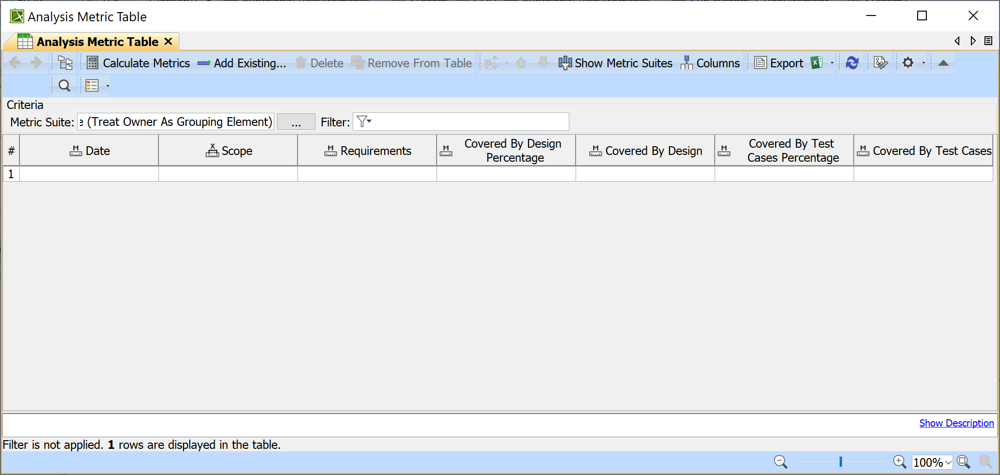 Analysis Metric Table
Analysis Metric Table
Calculate Metrics Add Existing... Delete Remove From Table Show Metric Suites Columns Export
Criteria
Metric Suite: (Treat Owner As Grouping Element) ... Filter:
# Date Scope Requirements Covered By Design Percentage Covered By Design Covered By Test Cases Percentage Covered By Test Cases
1
Show Description
Filter is not applied. 1 rows are displayed in the table.
100%